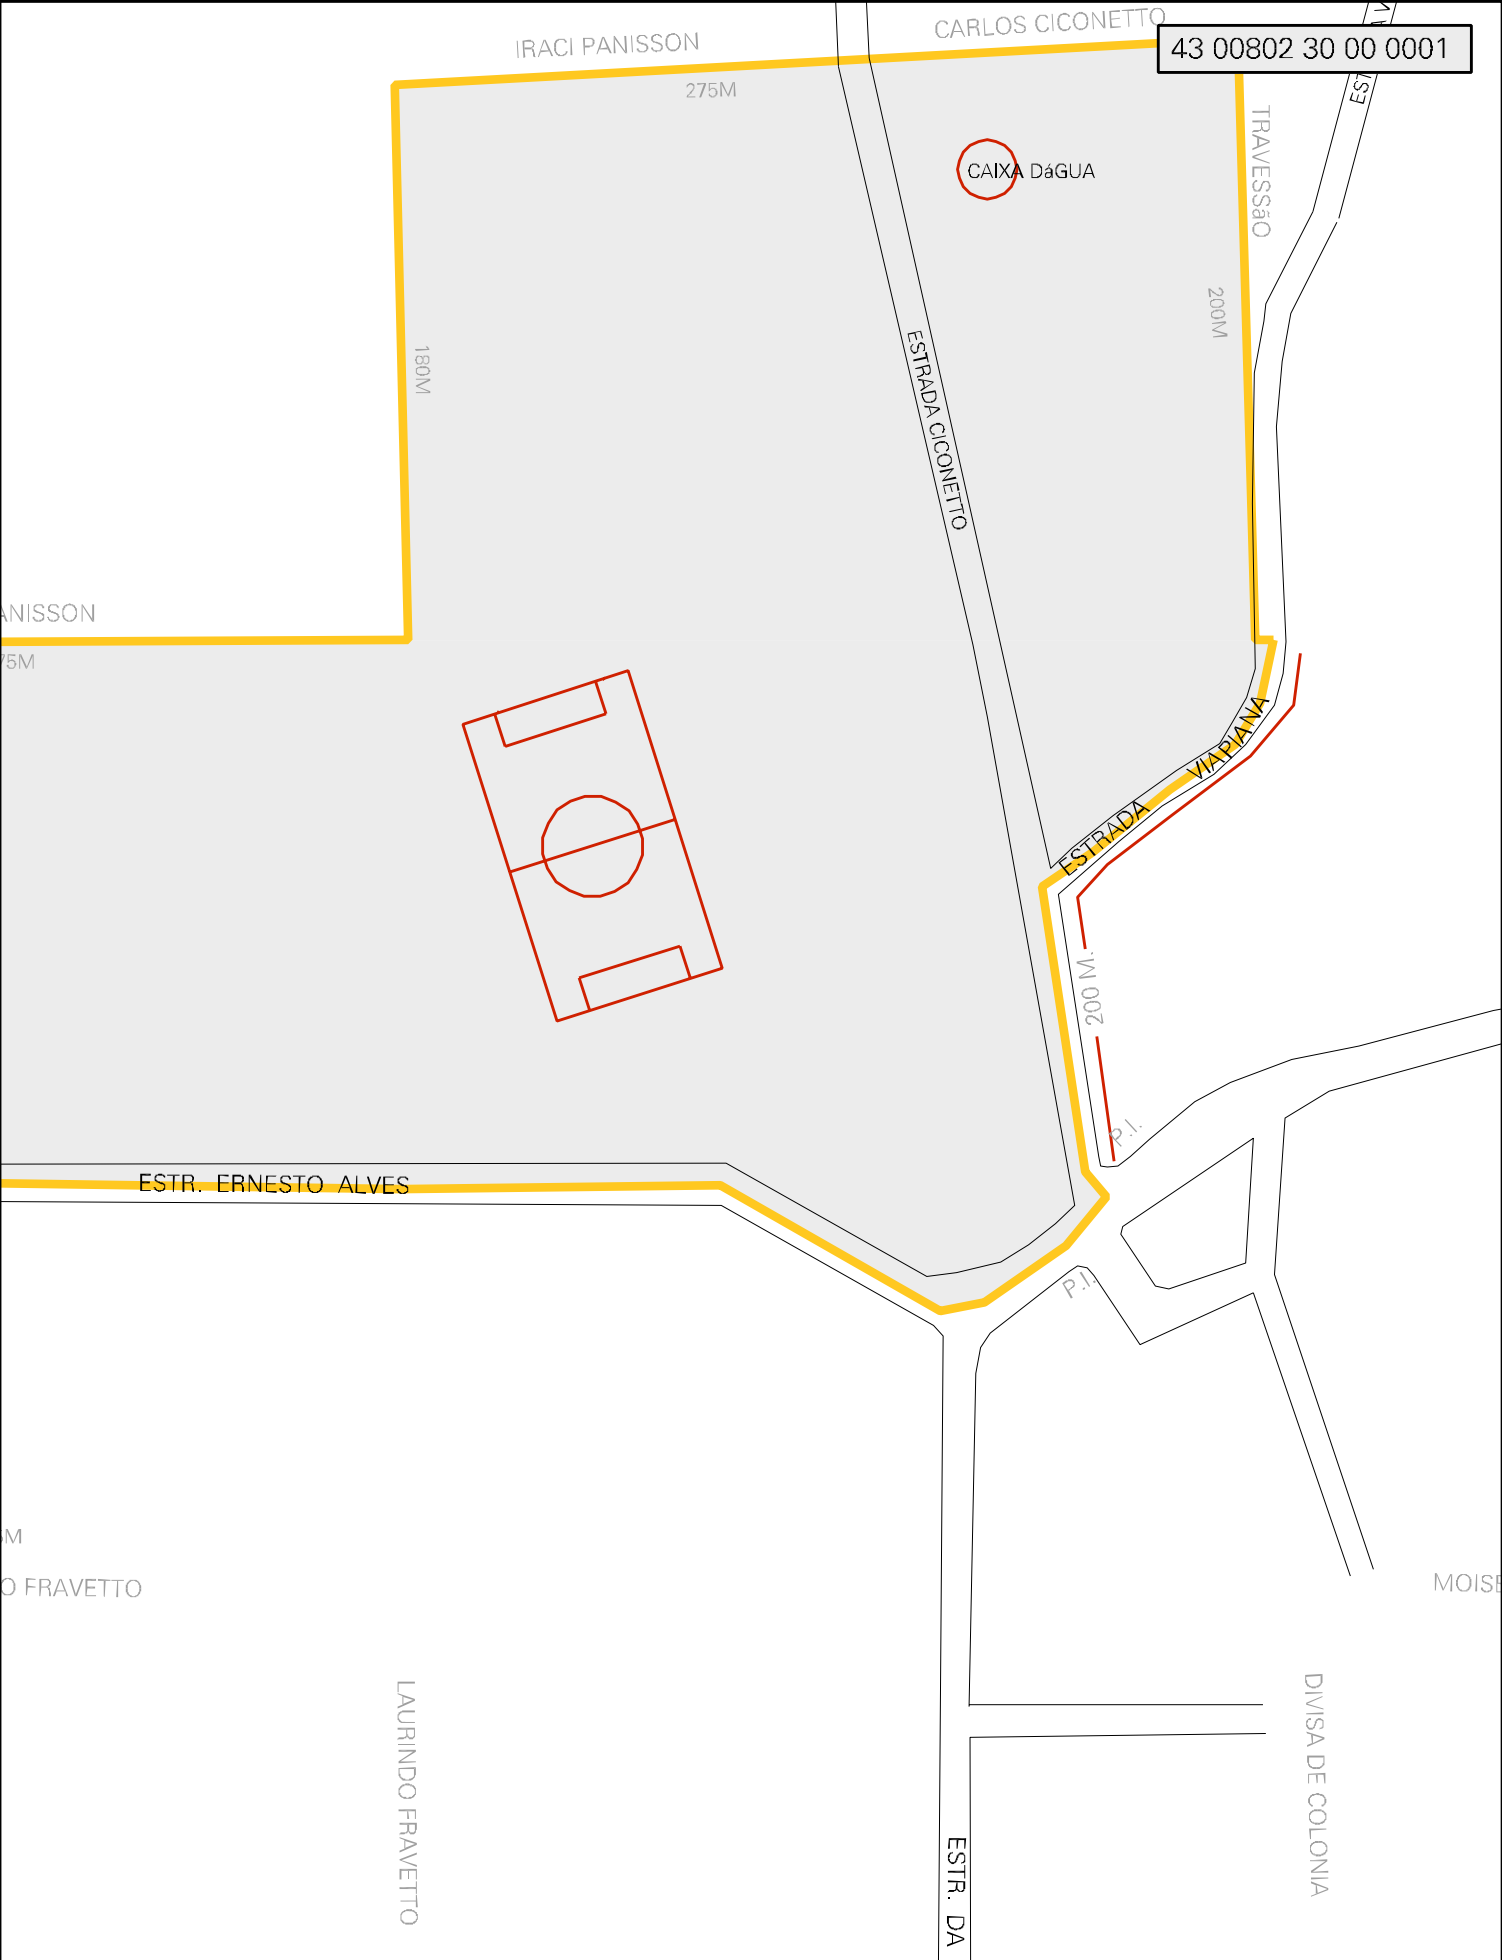 CARLOS CICONETTO
IRACI PANISSON
43 00802 30 00 0001
275M
TRAVESSãO
CAIXA DáGUA
200M
180M
ESTRADA CICONETTO
ANISSON
75M
ESTRADA VIAPIANA
200 M.
P.I.
ESTR. ERNESTO ALVES
P.I.
O FRAVETTO
MOISE
LAURINDO FRAVETTO
DIVISA DE COLONIA
ESTR. DA